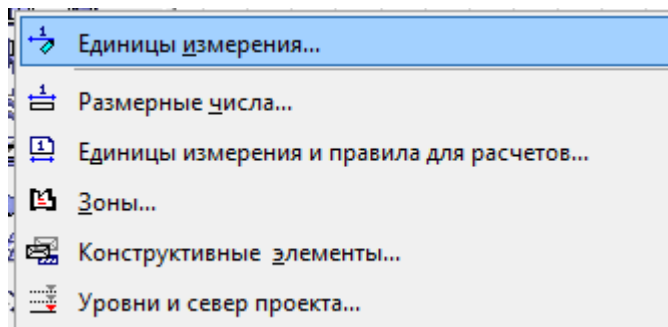 Единицы измерения...
Размерные числа...
Единицы измерения и правила для расчетов...
Зоны...
Конструктивные элементы...
Уровни и север проекта...